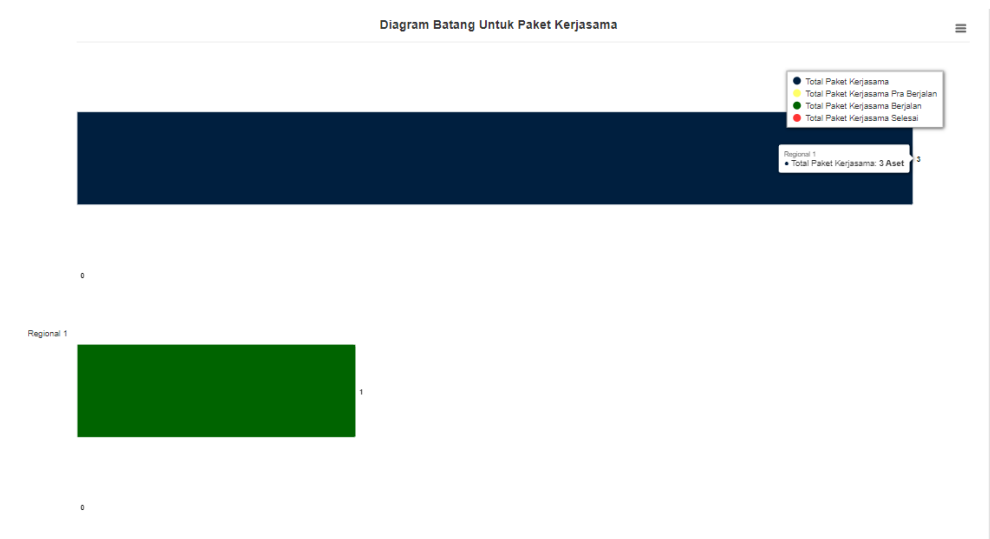 Diagram Batang Untuk Paket Kerjasama
Total Paket Kerjasama
Total Paket Kerjasama Pra Berjalan
Total Paket Kerjasama Berjalan
Total Paket Kerjasama Selesai
Regional 1
● Total Paket Kerjasama: 3 Aset
3
0
Regional 1
1
0